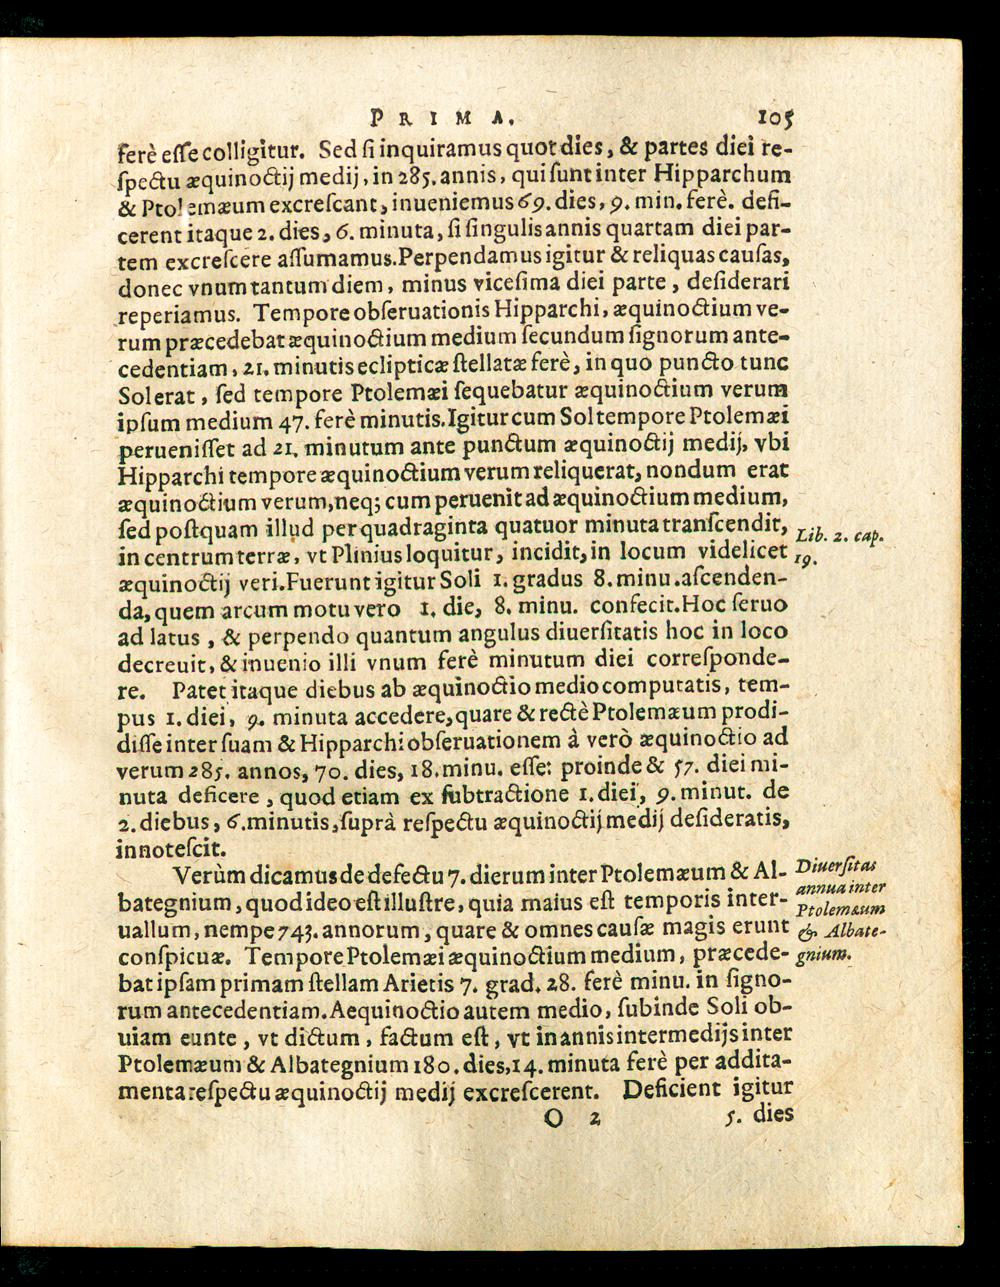 PRIMA. 105
ferè eſſe colligitur. Sed ſi inquiramus quot dies, & partes diei re-
ſpectu æquinoctij medij, in 285. annis, qui ſunt inter Hipparchum
& Ptolemæum excreſcant, inueniemus 69. dies, 9. min. ferè. defi-
cerent itaque 2. dies, 6. minuta, ſi ſingulis annis quartam diei par-
tem excreſcere aſſumamus. Perpendamus igitur & reliquas cauſas,
donec vnum tantum diem, minus viceſima diei parte, deſiderari
reperiamus. Tempore obſeruationis Hipparchi, æquinoctium ve-
rum præcedebat æquinoctium medium ſecundum ſignorum ante-
cedentiam, 21. minutis eclipticæ ſtellatæ ferè, in quo puncto tunc
Sol erat, ſed tempore Ptolemæi ſequebatur æquinoctium verum
ipſum medium 47. ferè minutis. Igitur cum Sol tempore Ptolemæi
perueniſſet ad 21. minutum ante punctum æquinoctij medij, vbi
Hipparchi tempore æquinoctium verum reliquerat, nondum erat
æquinoctium verum, neq; cum peruenit ad æquinoctium medium,
ſed poſtquam illud per quadraginta quatuor minuta tranſcendit,
in centrum terræ, vt Plinius loquitur, incidit, in locum videlicet
æquinoctij veri. Fuerunt igitur Soli 1. gradus 8. minu. aſcenden-
da, quem arcum motu vero 1. die, 8. minu. confecit. Hoc ſeruo
ad latus, & perpendo quantum angulus diuerſitatis hoc in loco
decreuit, & inuenio illi vnum ferè minutum diei correſponde-
re. Patet itaque diebus ab æquinoctio medio computatis, tem-
pus 1. diei, 9. minuta accedere, quare & rectè Ptolemæum prodi-
diſſe inter ſuam & Hipparchi obſeruationem à verò æquinoctio ad
verum 285. annos, 70. dies, 18. minu. eſſe: proinde & 57. diei mi-
nuta deficere, quod etiam ex ſubtractione 1. diei, 9. minut. de
2. diebus, 6. minutis, ſuprà reſpectu æquinoctij medij deſideratis,
innoteſcit.
Verùm dicamus de defectu 7. dierum inter Ptolemæum & Al-
bategnium, quod ideo eſt illuſtre, quia maius eſt temporis inter-
uallum, nempe 743. annorum, quare & omnes cauſæ magis erunt
conſpicuæ. Tempore Ptolemæi æquinoctium medium, præcede-
bat ipſam primam ſtellam Arietis 7. grad. 28. ferè minu. in ſigno-
rum antecedentiam. Aequinoctio autem medio, ſubinde Soli ob-
uiam eunte, vt dictum, factum eſt, vt in annis intermedijs inter
Ptolemæum & Albategnium 180. dies, 14. minuta ferè per addita-
menta reſpectu æquinoctij medij excreſcerent. Deficient igitur
O 2 5. dies
Lib. 2. cap.
19.
Diuerſitas
annua inter
Ptolemæum
& Albate-
gnium.